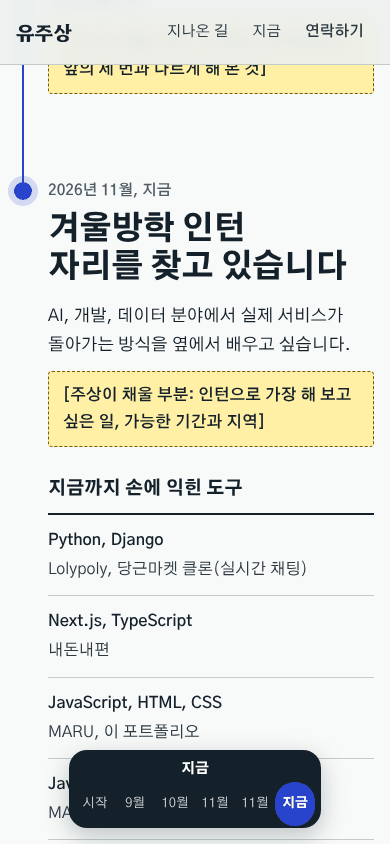 유주상
지나온 길
지금
연락하기
앞의 세 번과 다르게 해 본 것]
2026년 11월, 지금
겨울방학 인턴
자리를 찾고 있습니다
AI, 개발, 데이터 분야에서 실제 서비스가
돌아가는 방식을 옆에서 배우고 싶습니다.
[주상이 채울 부분: 인턴으로 가장 해 보고
싶은 일, 가능한 기간과 지역]
지금까지 손에 익힌 도구
Python, Django
Lolypoly, 당근마켓 클론(실시간 채팅)
Next.js, TypeScript
내돈내편
JavaScript, HTML, CSS
MARU, 이 포트폴리오
지금
시작
9월
10월
11월
11월
지금